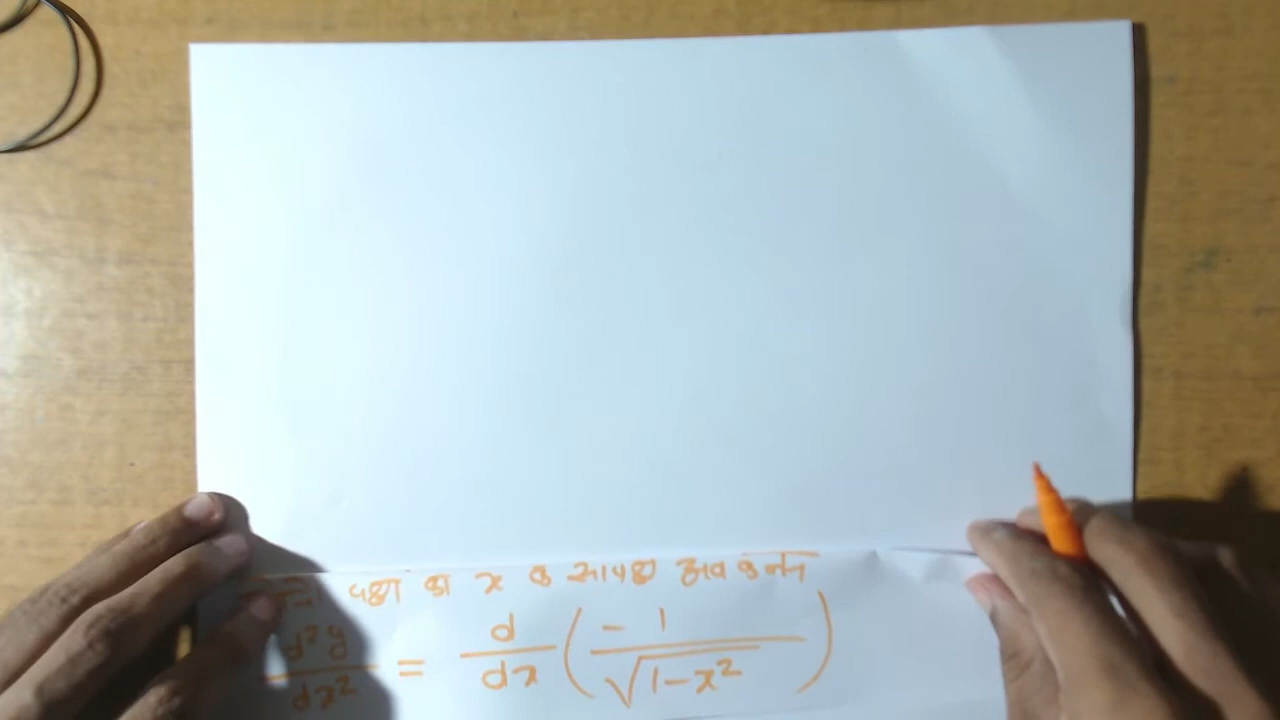 पक्षों का x के सापेक्ष अवकलन
d²y/dx² = d/dx (-1/√(1-x²))